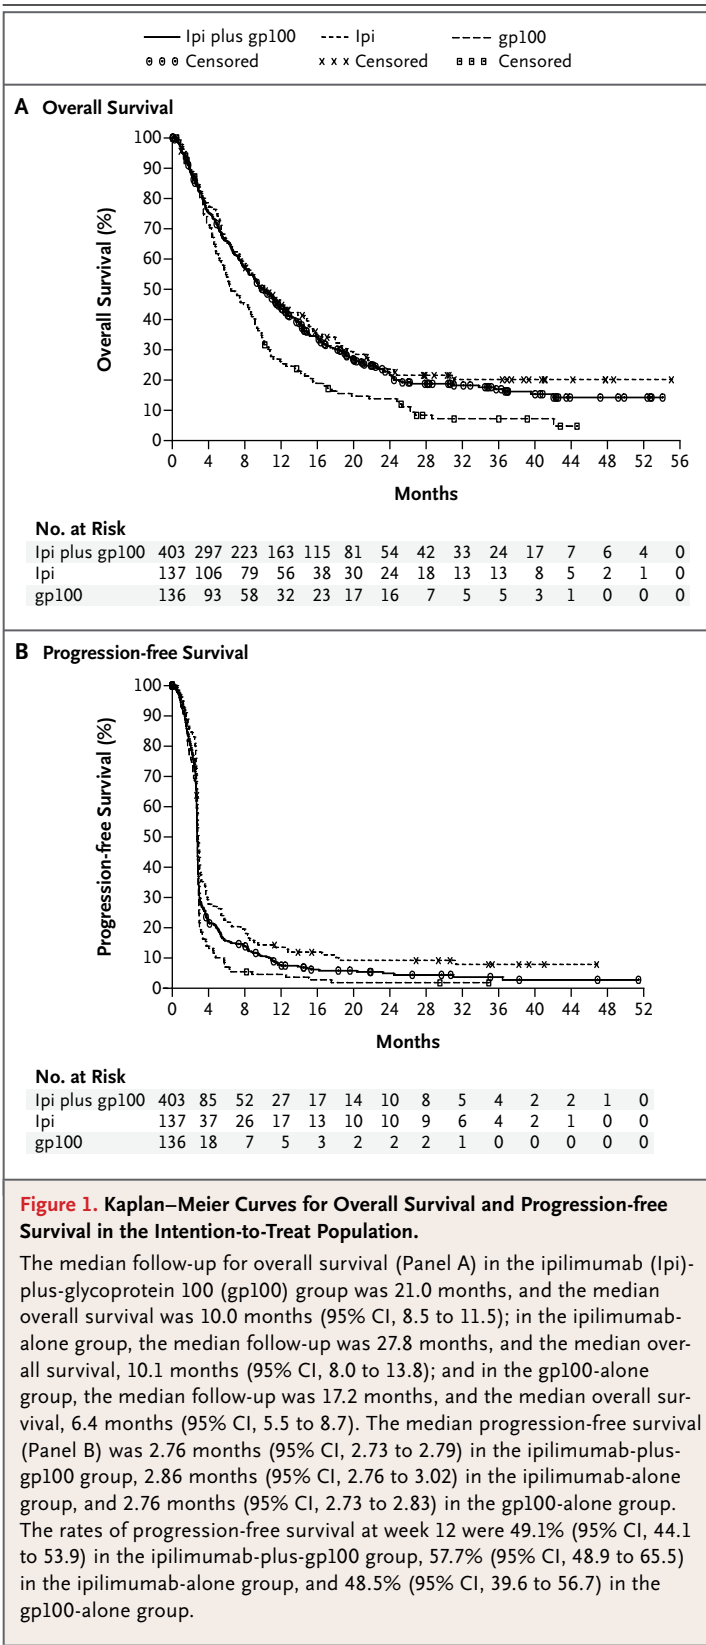 Ipi plus gp100 Ipi gp100
Censored x x x Censored Censored
A Overall Survival
100
90
80
70
60
50
40
30
20
10
0
Overall Survival (%)
0 4 8 12 16 20 24 28 32 36 40 44 48 52 56
Months
No. at Risk
Ipi plus gp100 403 297 223 163 115 81 54 42 33 24 17 7 6 4 0
Ipi 137 106 79 56 38 30 24 18 13 13 8 5 2 1 0
gp100 136 93 58 32 23 17 16 7 5 5 3 1 0 0 0
B Progression-free Survival
100
90
80
70
60
50
40
30
20
10
0
Progression-free Survival (%)
0 4 8 12 16 20 24 28 32 36 40 44 48 52
Months
No. at Risk
Ipi plus gp100 403 85 52 27 17 14 10 8 5 4 2 2 1 0
Ipi 137 37 26 17 13 10 10 9 6 4 2 1 0 0
gp100 136 18 7 5 3 2 2 2 1 0 0 0 0 0
Figure 1. Kaplan–Meier Curves for Overall Survival and Progression-free
Survival in the Intention-to-Treat Population.
The median follow-up for overall survival (Panel A) in the ipilimumab (Ipi)-
plus-glycoprotein 100 (gp100) group was 21.0 months, and the median
overall survival was 10.0 months (95% CI, 8.5 to 11.5); in the ipilimumab-
alone group, the median follow-up was 27.8 months, and the median over-
all survival, 10.1 months (95% CI, 8.0 to 13.8); and in the gp100-alone
group, the median follow-up was 17.2 months, and the median overall sur-
vival, 6.4 months (95% CI, 5.5 to 8.7). The median progression-free survival
(Panel B) was 2.76 months (95% CI, 2.73 to 2.79) in the ipilimumab-plus-
gp100 group, 2.86 months (95% CI, 2.76 to 3.02) in the ipilimumab-alone
group, and 2.76 months (95% CI, 2.73 to 2.83) in the gp100-alone group.
The rates of progression-free survival at week 12 were 49.1% (95% CI, 44.1
to 53.9) in the ipilimumab-plus-gp100 group, 57.7% (95% CI, 48.9 to 65.5)
in the ipilimumab-alone group, and 48.5% (95% CI, 39.6 to 56.7) in the
gp100-alone group.